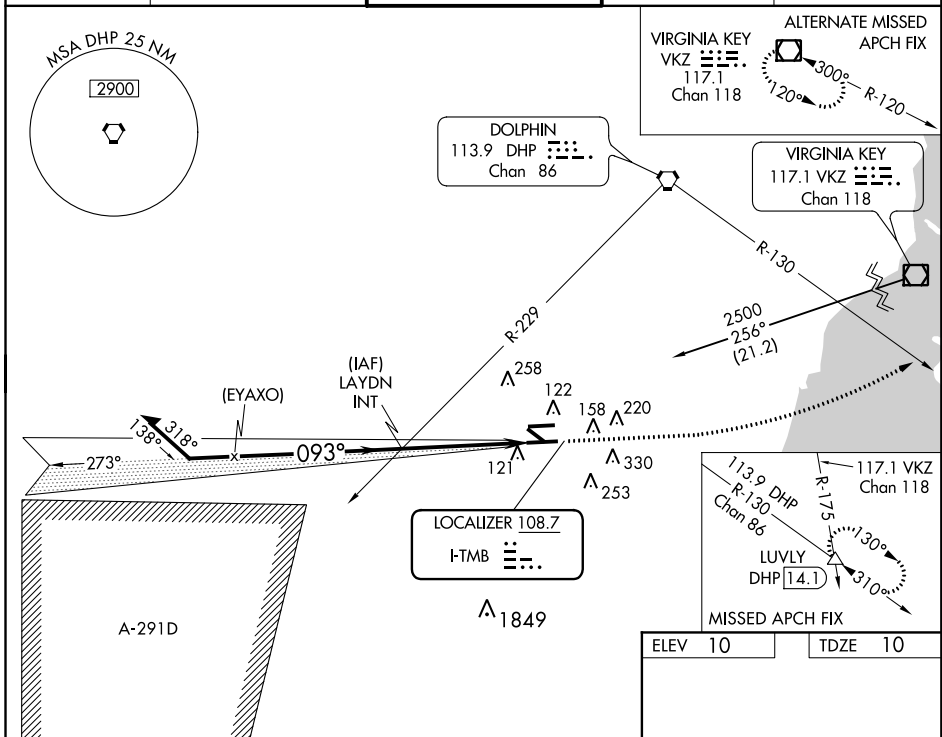 MSA DHP 25 NM
2900
ALTERNATE MISSED
APCH FIX
VIRGINIA KEY
VKZ
117.1
Chan 118
300°
120°
R-120
DOLPHIN
113.9 DHP
Chan 86
VIRGINIA KEY
117.1 VKZ
Chan 118
R-130
R-229
2500
256°
(21.2)
(IAF)
LAYDN
INT
(EYAXO)
258
122
158
220
318°
138°
093°
273°
121
330
253
LOCALIZER 108.7
I-TMB
1849
A-291D
113.9 DHP
R-130
Chan 86
117.1 VKZ
Chan 118
R-175
130°
310°
LUVLY
DHP 14.1
MISSED APCH FIX
ELEV 10
TDZE 10